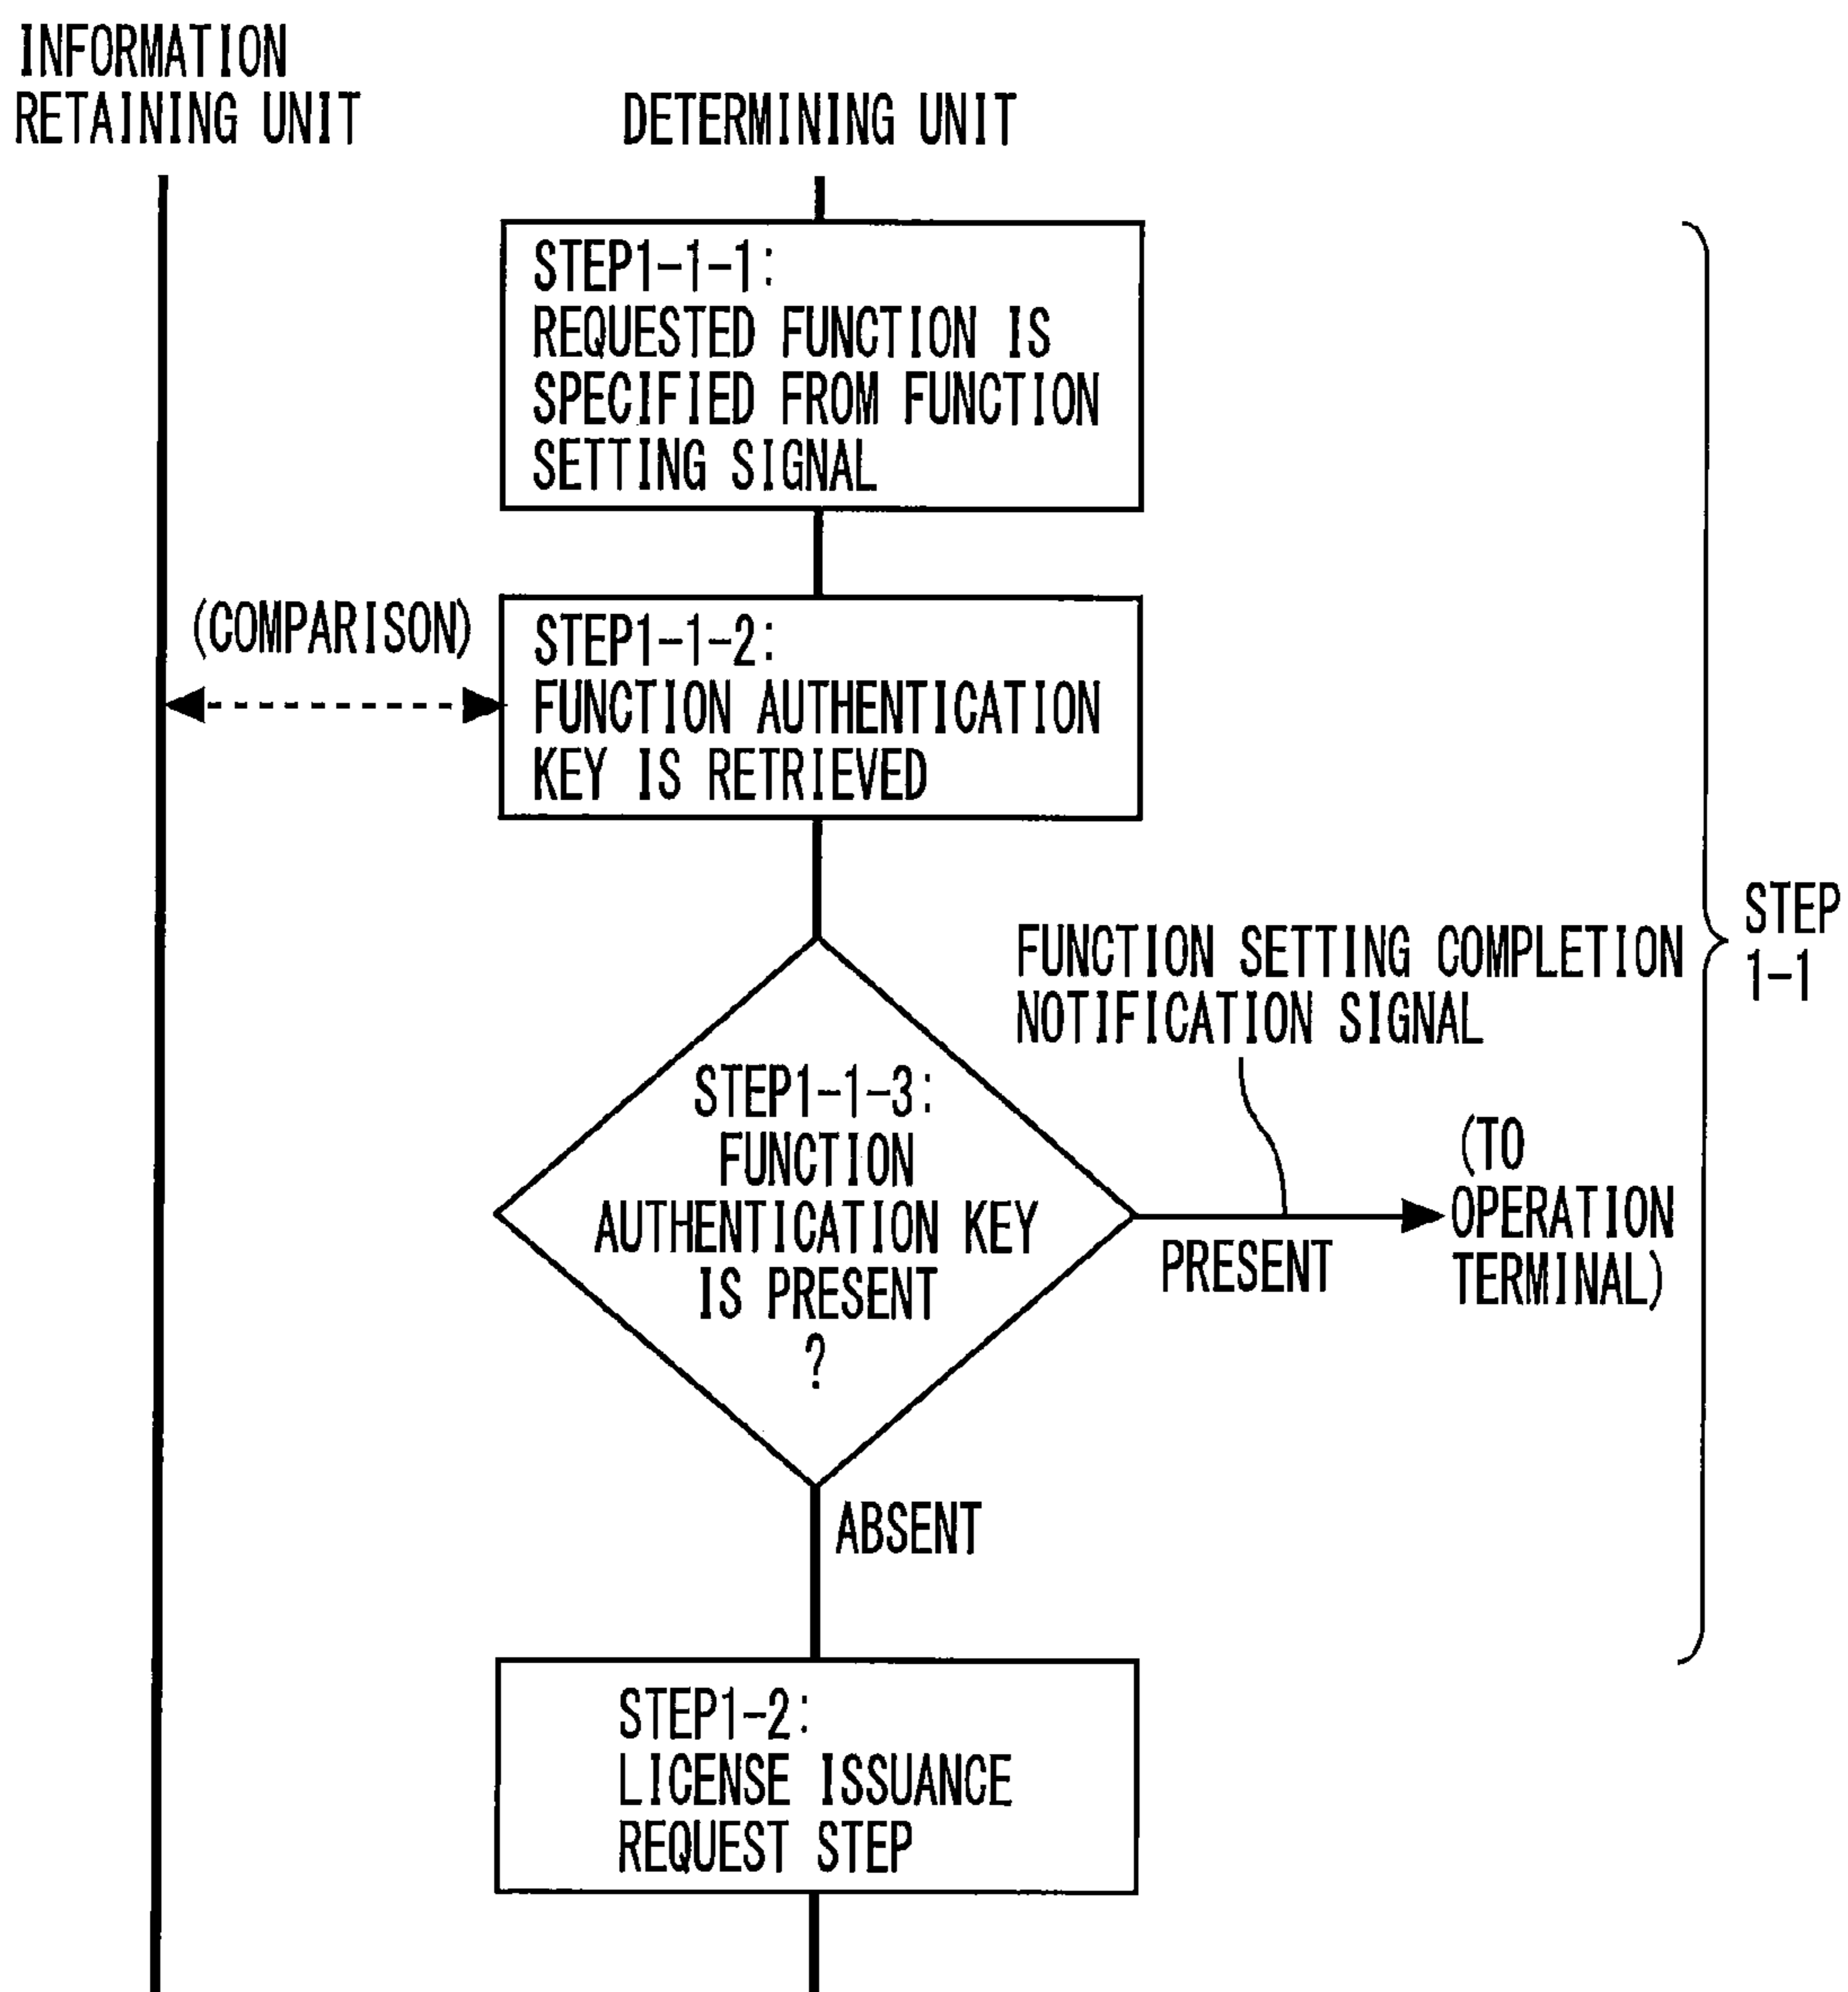 INFORMATION
RETAINING UNIT
DETERMINING UNIT
STEP1-1-1:
REQUESTED FUNCTION IS
SPECIFIED FROM FUNCTION
SETTING SIGNAL
(COMPARISON)
STEP1-1-2:
FUNCTION AUTHENTICATION
KEY IS RETRIEVED
STEP
1-1
FUNCTION SETTING COMPLETION
NOTIFICATION SIGNAL
STEP1-1-3:
FUNCTION
AUTHENTICATION KEY
IS PRESENT
?
PRESENT
(TO
OPERATION
TERMINAL)
ABSENT
STEP1-2:
LICENSE ISSUANCE
REQUEST STEP